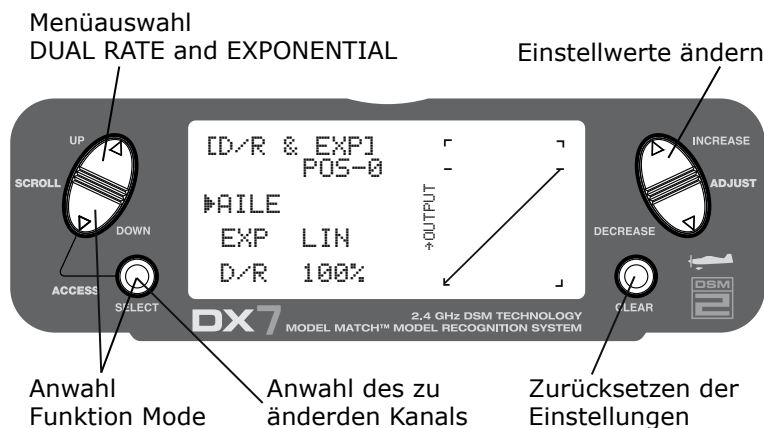 Menüauswahl
DUAL RATE and EXPONENTIAL
Einstellwerte ändern
UP
SCROLL
DOWN
ACCESS
SELECT
[D/R & EXP]
POS-0
AILE
EXP LIN
D/R 100%
→OUTPUT
INCREASE
ADJUST
DECREASE
CLEAR
DSM
2
DX7
2.4 GHz DSM TECHNOLOGY
MODEL MATCH™ MODEL RECOGNITION SYSTEM
Anwahl
Funktion Mode
Anwahl des zu
änderden Kanals
Zurücksetzen der
Einstellungen